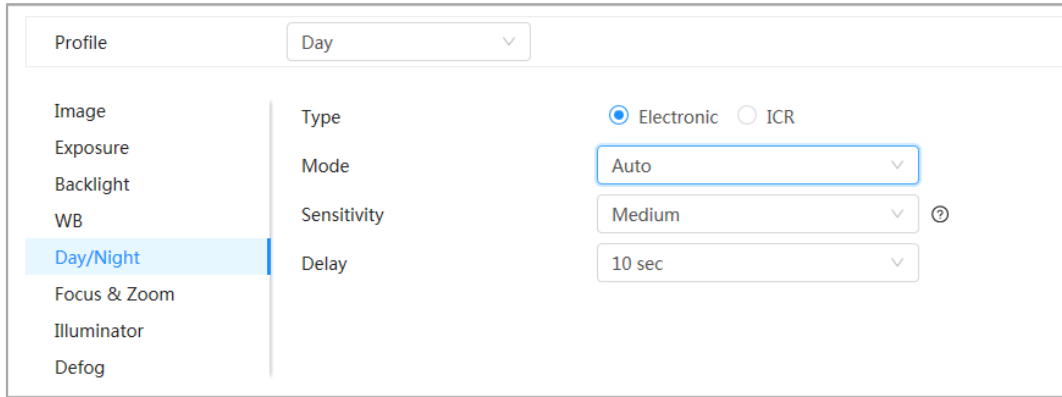 Profile Day
Image
Exposure
Backlight
WB
Day/Night
Focus & Zoom
Illuminator
Defog
Type Electronic ICR
Mode Auto
Sensitivity Medium ?
Delay 10 sec